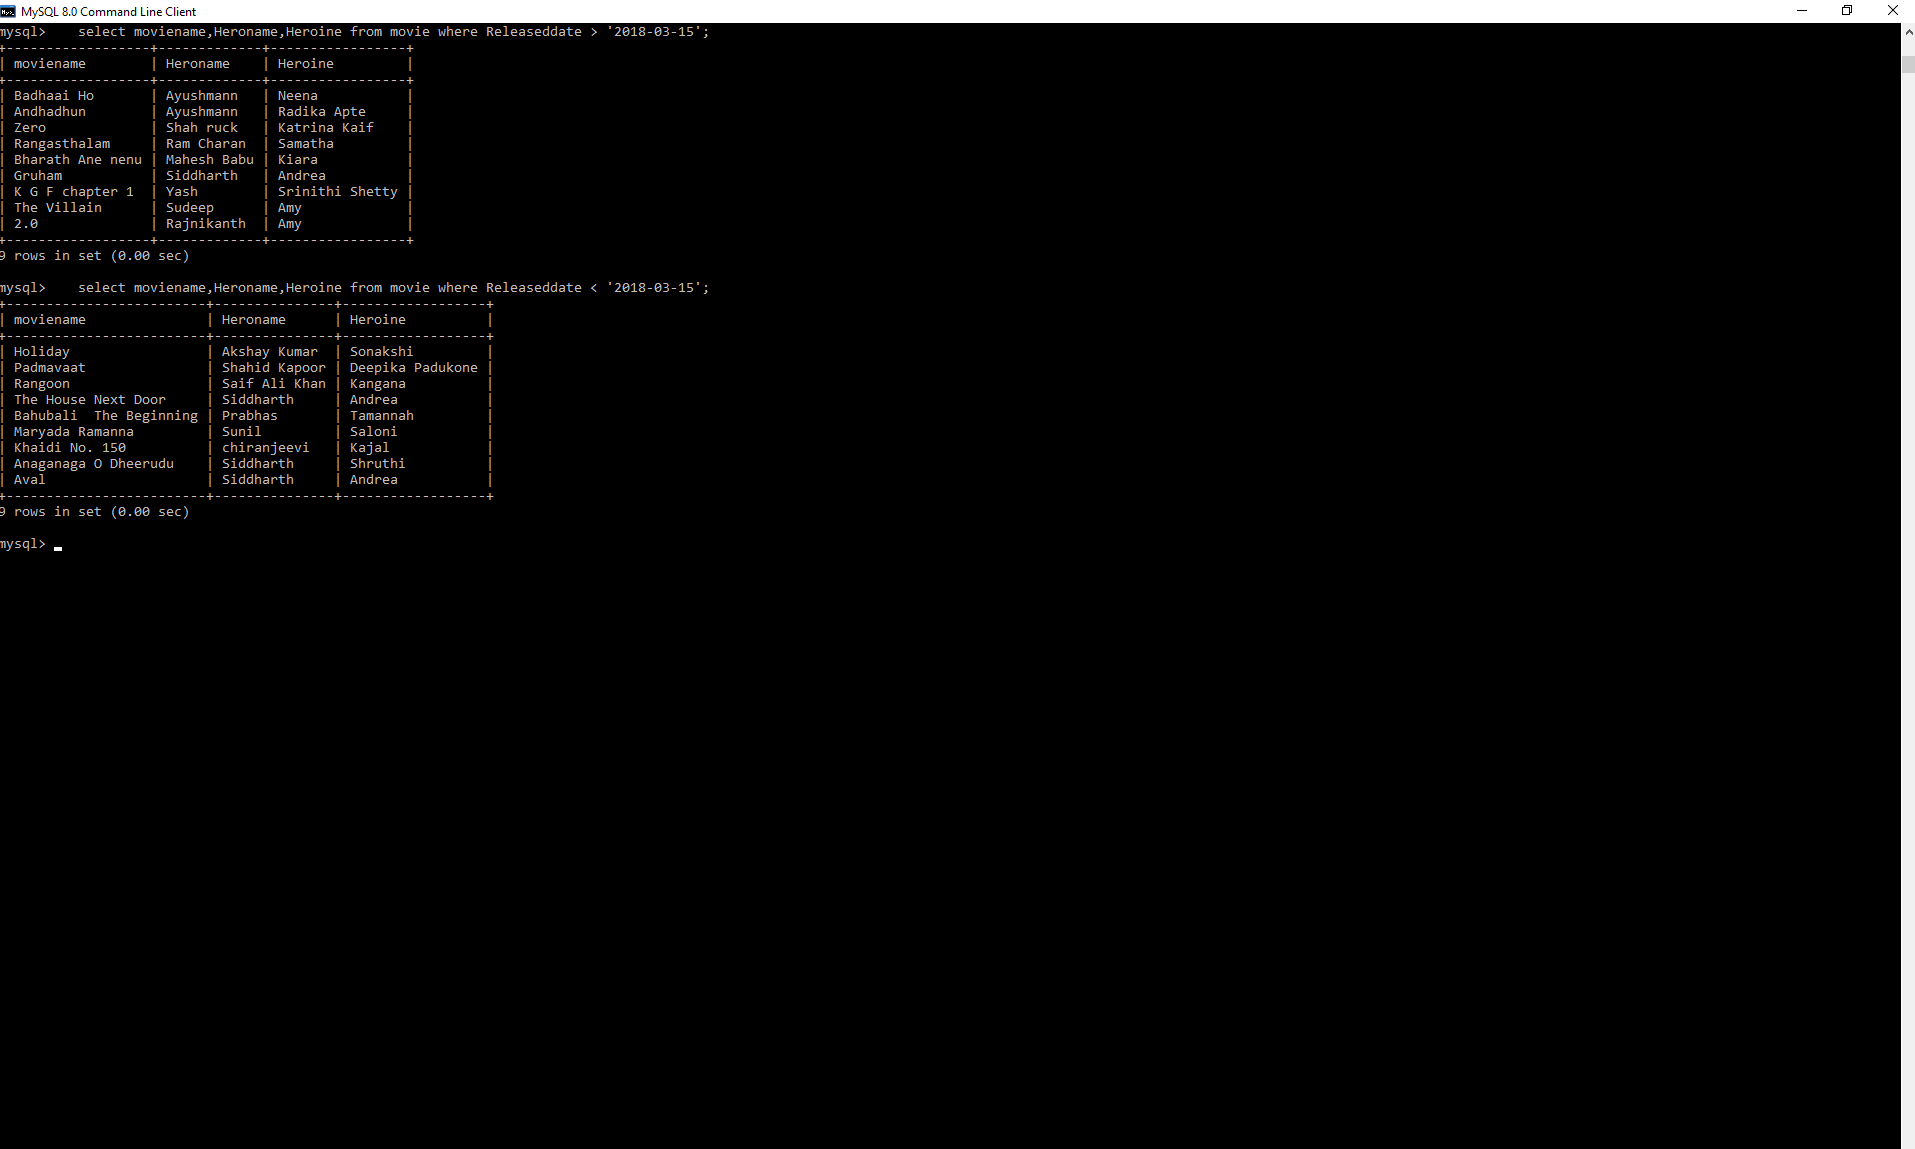 MySQL 8.0 Command Line Client
mysql>    select moviename,Heroname,Heroine from movie where Releaseddate > '2018-03-15';
+------------------+-------------+-----------------+
| moviename        | Heroname    | Heroine         |
+------------------+-------------+-----------------+
| Badhaai Ho       | Ayushmann   | Neena           |
| Andhadhun        | Ayushmann   | Radika Apte     |
| Zero             | Shah ruck   | Katrina Kaif    |
| Rangasthalam     | Ram Charan  | Samatha         |
| Bharath Ane nenu | Mahesh Babu | Kiara           |
| Gruham           | Siddharth   | Andrea          |
| K G F chapter 1  | Yash        | Srinithi Shetty |
| The Villain      | Sudeep      | Amy             |
| 2.0              | Rajnikanth  | Amy             |
+------------------+-------------+-----------------+
9 rows in set (0.00 sec)
mysql>    select moviename,Heroname,Heroine from movie where Releaseddate < '2018-03-15';
+-------------------------+---------------+------------------+
| moviename               | Heroname      | Heroine          |
+-------------------------+---------------+------------------+
| Holiday                 | Akshay Kumar  | Sonakshi         |
| Padmavaat               | Shahid Kapoor | Deepika Padukone |
| Rangoon                 | Saif Ali Khan | Kangana          |
| The House Next Door     | Siddharth     | Andrea           |
| Bahubali  The Beginning | Prabhas       | Tamannah         |
| Maryada Ramanna         | Sunil         | Saloni           |
| Khaidi No. 150          | chiranjeevi   | Kajal            |
| Anaganaga O Dheerudu    | Siddharth     | Shruthi          |
| Aval                    | Siddharth     | Andrea           |
+-------------------------+---------------+------------------+
9 rows in set (0.00 sec)
mysql>